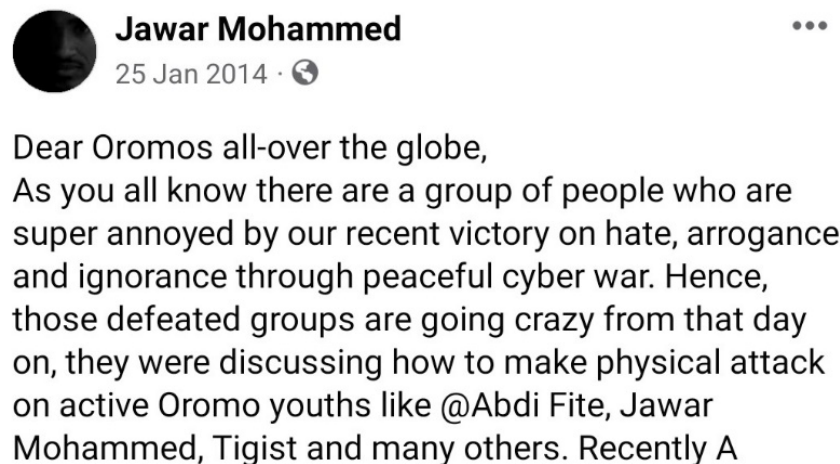 Jawar Mohammed
25 Jan 2014 ·
Dear Oromos all-over the globe,
As you all know there are a group of people who are
super annoyed by our recent victory on hate, arrogance
and ignorance through peaceful cyber war. Hence,
those defeated groups are going crazy from that day
on, they were discussing how to make physical attack
on active Oromo youths like @Abdi Fite, Jawar
Mohammed, Tigist and many others. Recently A